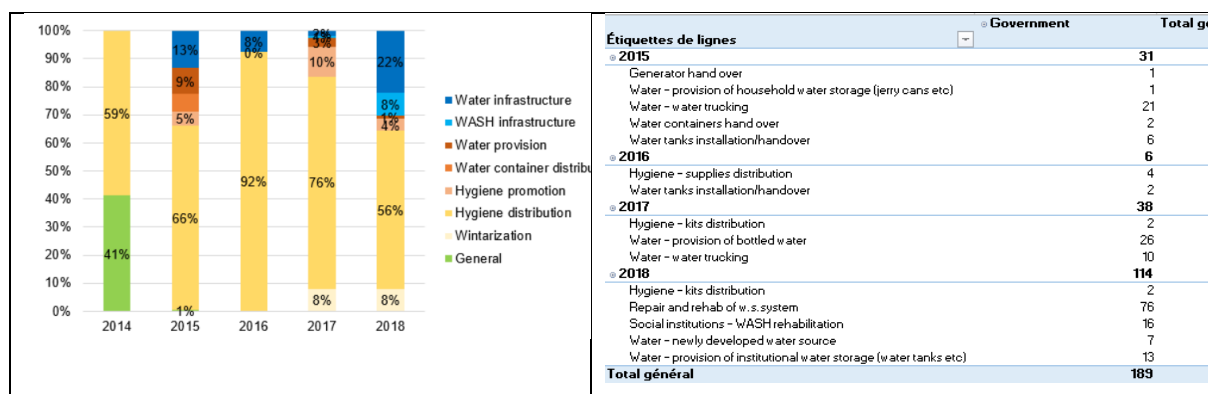 100%
90%
80%
70%
60%
50%
40%
30%
20%
10%
0%
59%
41%
13%
9%
5%
66%
1%
8%
0%
92%
2%
3%
10%
76%
8%
22%
8%
1%
4%
56%
8%
2014 2015 2016 2017 2018
Water infrastructure
WASH infrastructure
Water provision
Water container distribu
Hygiene promotion
Hygiene distribution
Wintarization
General
Government Total gé
Étiquettes de lignes
2015 31
Generator hand over 1
Water - provision of household water storage (jerry cans etc) 1
Water - water trucking 21
Water containers hand over 2
Water tanks installation/handover 6
2016 6
Hygiene - supplies distribution 4
Water tanks installation/handover 2
2017 38
Hygiene - kits distribution 2
Water - provision of bottled water 26
Water - water trucking 10
2018 114
Hygiene - kits distribution 2
Repair and rehab of w.s.system 76
Social institutions - WASH rehabilitation 16
Water - newly developed water source 7
Water - provision of institutional water storage (water tanks etc) 13
Total général 189